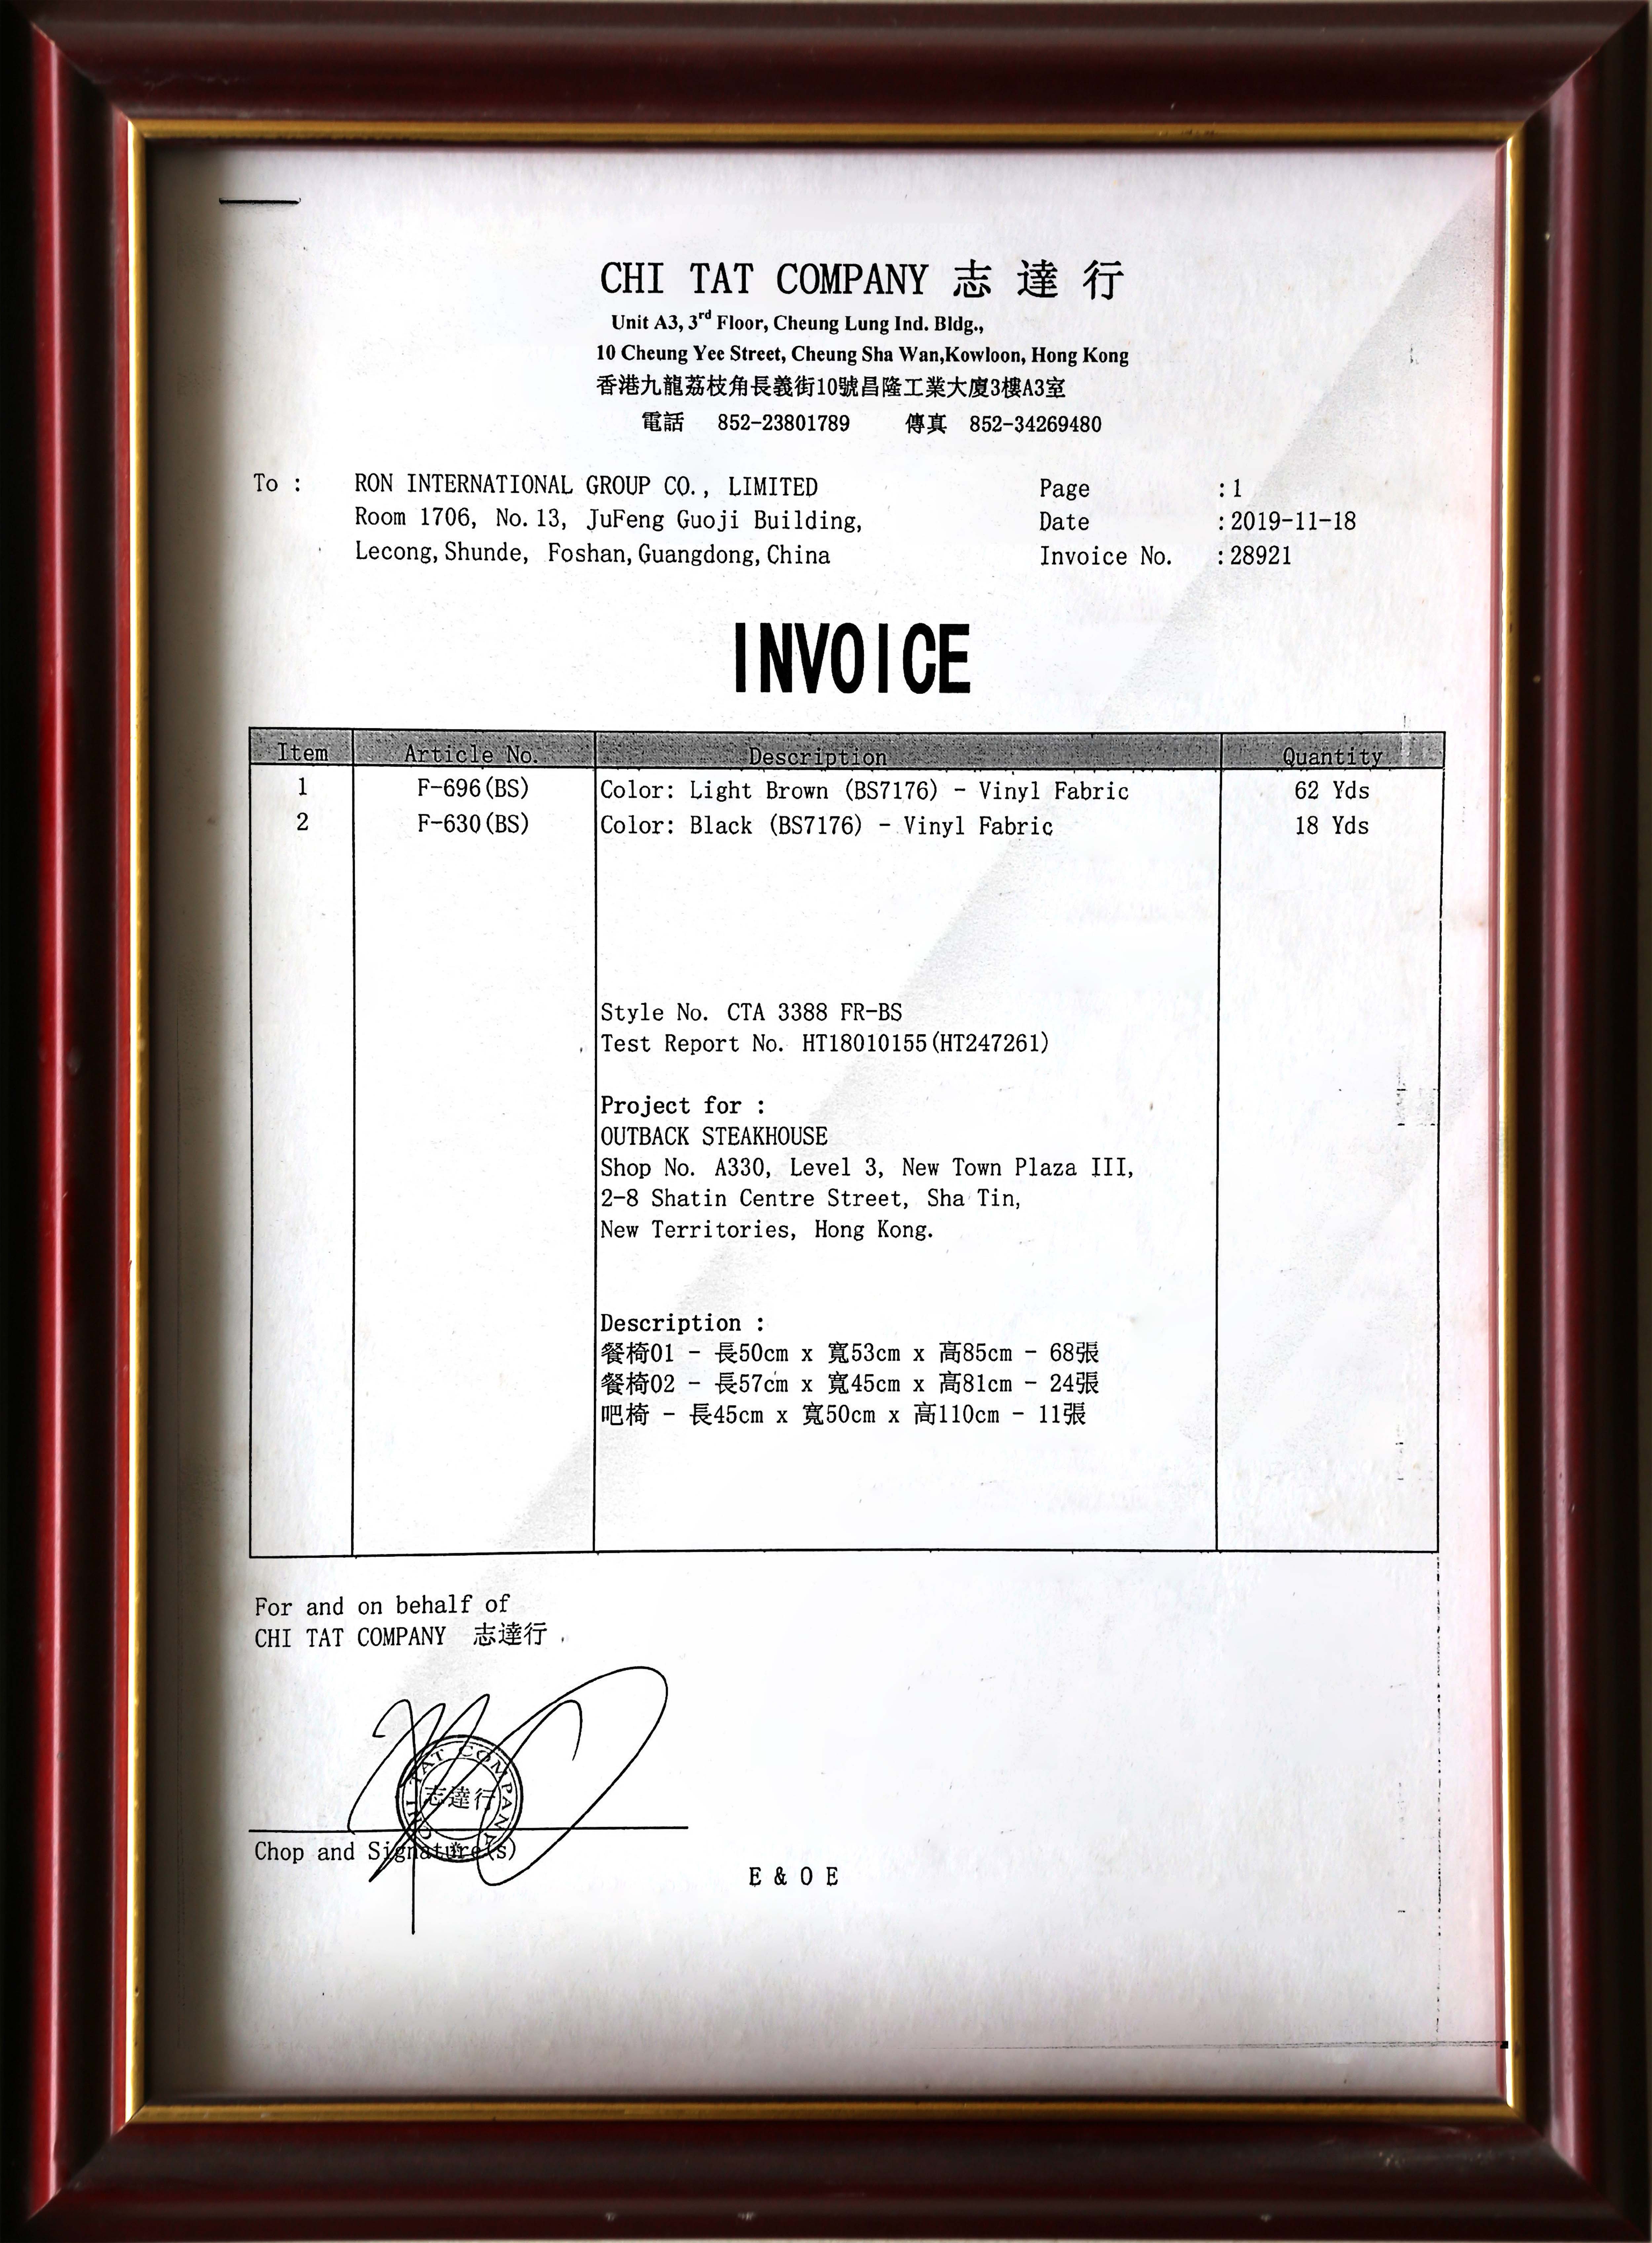 CHI TAT COMPANY 志 達 行
Unit A3, 3rd Floor, Cheung Lung Ind. Bldg.,
10 Cheung Yee Street, Cheung Sha Wan,Kowloon, Hong Kong
香港九龍荔枝角長義街10號昌隆工業大廈3樓A3室
電話 852-23801789 傳真 852-34269480
To : RON INTERNATIONAL GROUP CO., LIMITED Page :1
Room 1706, No.13, JuFeng Guoji Building, Date :2019-11-18
Lecong,Shunde, Foshan,Guangdong,China Invoice No. :28921
INVOICE
Item Article No. Description Quantity
1 F-696(BS) Color: Light Brown (BS7176) - Vinyl Fabric 62 Yds
2 F-630(BS) Color: Black (BS7176) - Vinyl Fabric 18 Yds
Style No. CTA 3388 FR-BS
Test Report No. HT18010155(HT247261)
Project for :
OUTBACK STEAKHOUSE
Shop No. A330, Level 3, New Town Plaza III,
2-8 Shatin Centre Street, Sha Tin,
New Territories, Hong Kong.
Description :
餐椅01 - 長50cm x 寬53cm x 高85cm - 68張
餐椅02 - 長57cm x 寬45cm x 高81cm - 24張
吧椅 - 長45cm x 寬50cm x 高110cm - 11張
For and on behalf of
CHI TAT COMPANY 志達行
CHI TAT COMPANY
志達行
Chop and Signature(s)
E & O E